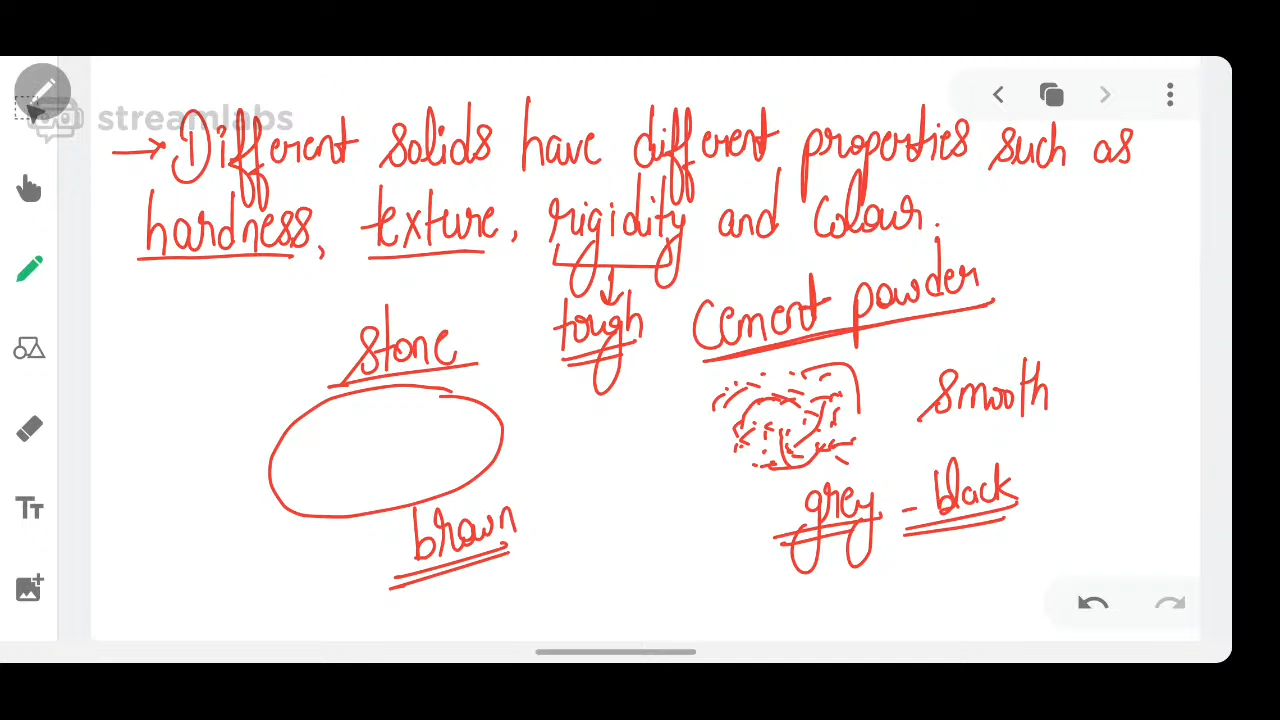 streamlabs
→ Different solids have different properties such as
hardness, texture, rigidity and colour.
tough
stone
cement powder
smooth
brown
grey - black
Tт